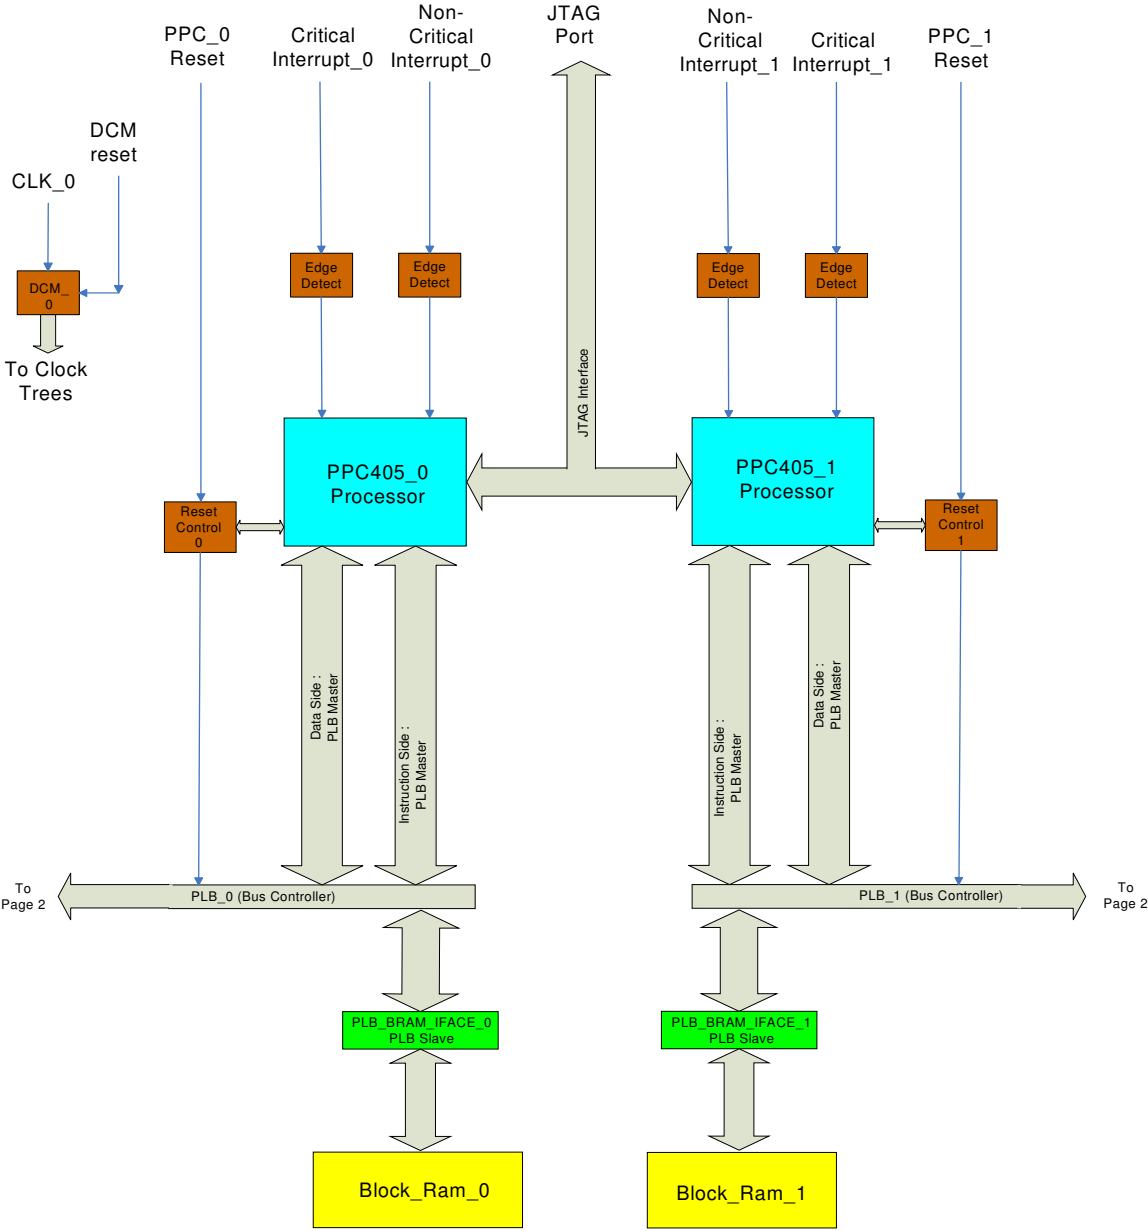 PPC_0
Reset
Critical
Interrupt_0
Non-
Critical
Interrupt_0
JTAG
Port
Non-
Critical
Interrupt_1
Critical
Interrupt_1
PPC_1
Reset
DCM
reset
CLK_0
DCM_
0
To Clock
Trees
Edge
Detect
Edge
Detect
Edge
Detect
Edge
Detect
JTAG Interface
PPC405_0
Processor
PPC405_1
Processor
Reset
Control
0
Reset
Control
1
Data Side :
PLB Master
Instruction Side :
PLB Master
Instruction Side :
PLB Master
Data Side :
PLB Master
To
Page 2
PLB_0 (Bus Controller)
PLB_1 (Bus Controller)
To
Page 2
PLB_BRAM_IFACE_0
PLB Slave
PLB_BRAM_IFACE_1
PLB Slave
Block_Ram_0
Block_Ram_1